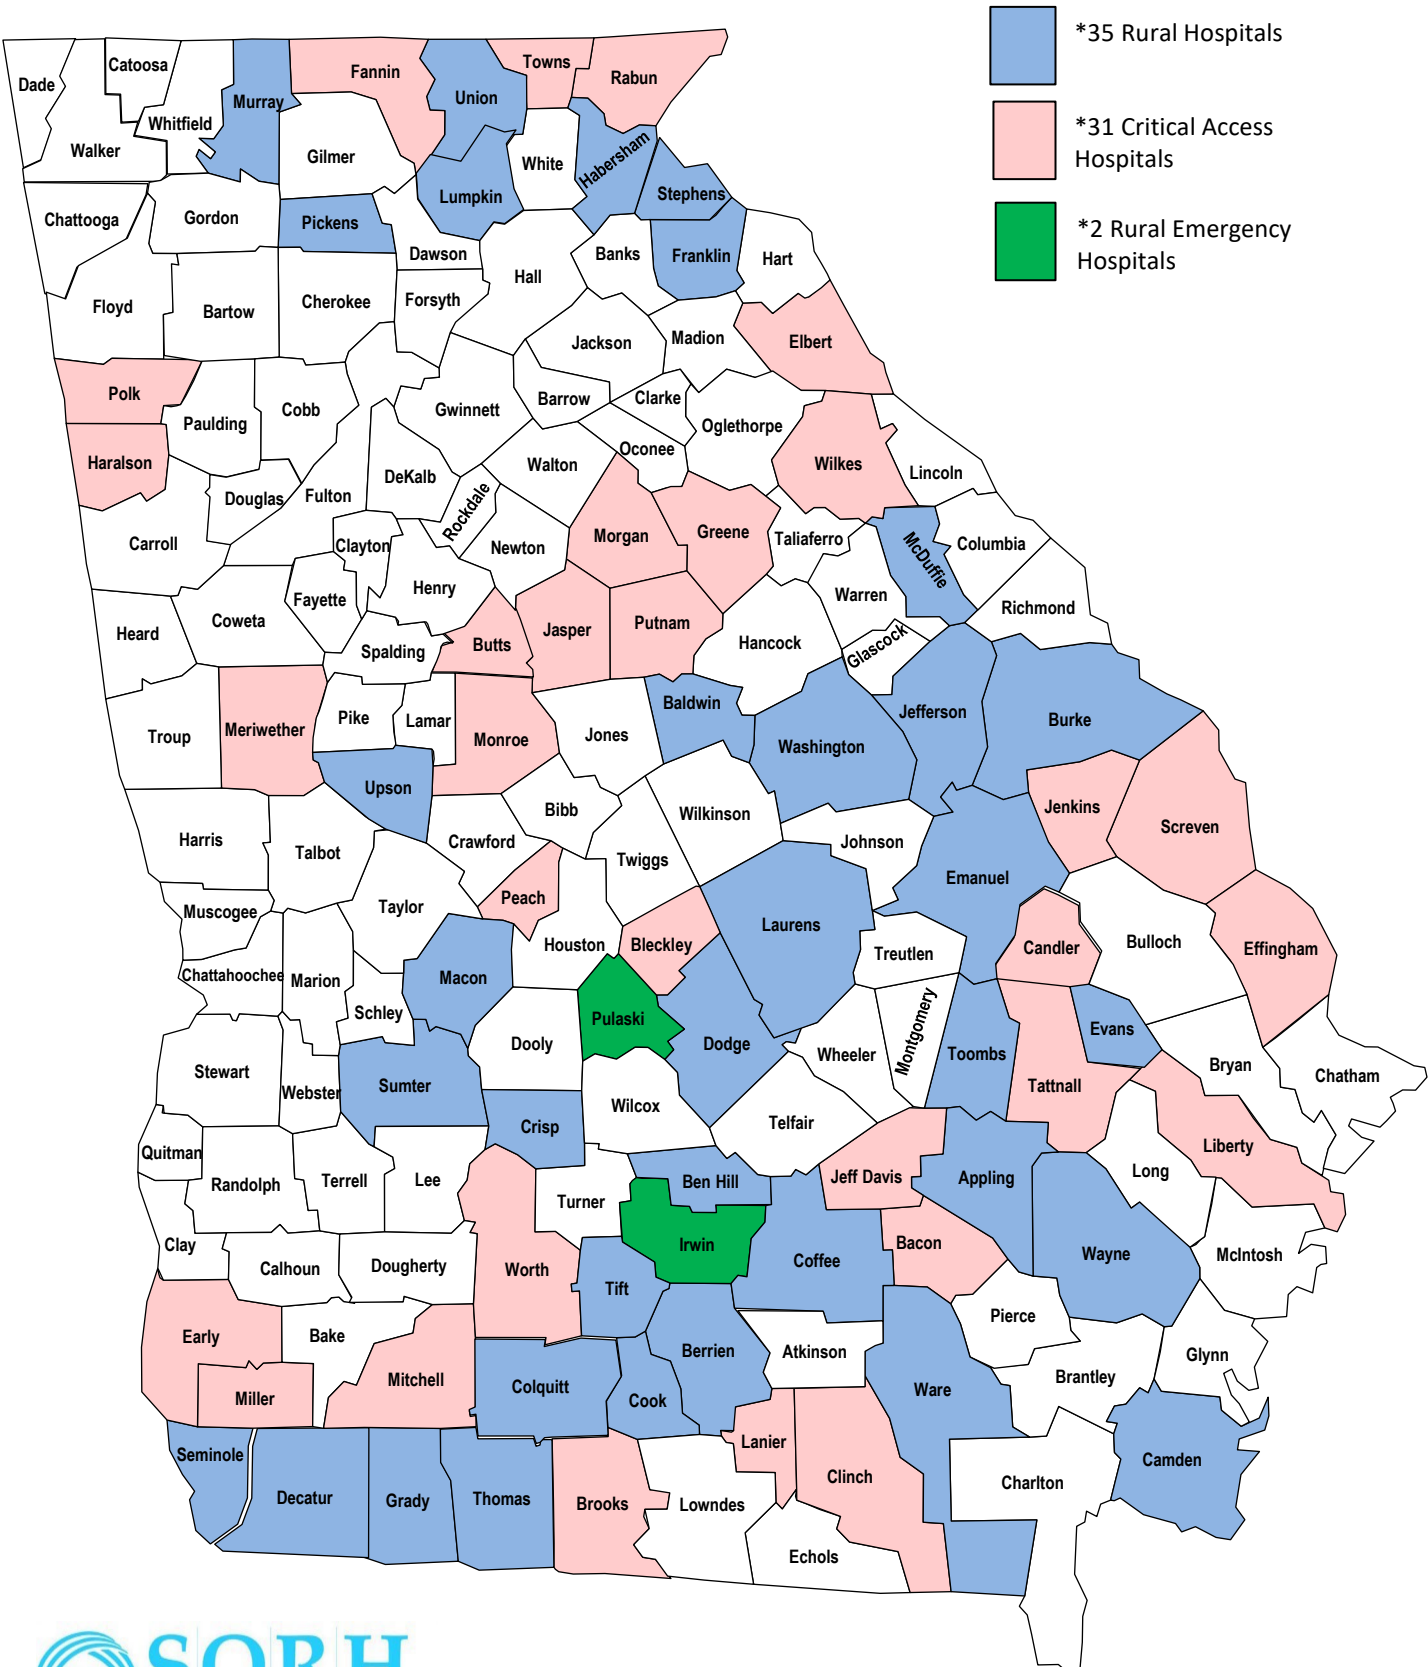 *35 Rural Hospitals
*31 Critical Access
Hospitals
*2 Rural Emergency
Hospitals
Dade
Catoosa
Whitfield
Walker
Murray
Fannin
Gilmer
Union
Towns
Rabun
White
Habersham
Stephens
Lumpkin
Chattooga
Gordon
Pickens
Dawson
Hall
Banks
Franklin
Hart
Floyd
Bartow
Cherokee
Forsyth
Jackson
Madion
Elbert
Polk
Paulding
Cobb
Gwinnett
Barrow
Clarke
Oglethorpe
Haralson
Douglas
Fulton
DeKalb
Rockdale
Walton
Oconee
Wilkes
Lincoln
Carroll
Clayton
Newton
Morgan
Greene
Taliaferro
McDuffie
Columbia
Heard
Coweta
Fayette
Henry
Spalding
Butts
Jasper
Putnam
Hancock
Warren
Glascock
Richmond
Troup
Meriwether
Pike
Lamar
Monroe
Jones
Baldwin
Washington
Jefferson
Burke
Upson
Bibb
Wilkinson
Jenkins
Screven
Harris
Talbot
Crawford
Twiggs
Johnson
Emanuel
Muscogee
Taylor
Peach
Houston
Bleckley
Laurens
Treutlen
Candler
Bulloch
Effingham
Chattahoochee
Marion
Schley
Macon
Dooly
Pulaski
Dodge
Wheeler
Montgomery
Toombs
Evans
Tattnall
Bryan
Chatham
Stewart
Webster
Sumter
Crisp
Wilcox
Telfair
Quitman
Randolph
Terrell
Lee
Turner
Ben Hill
Jeff Davis
Appling
Long
Liberty
Clay
Calhoun
Dougherty
Worth
Irwin
Tift
Coffee
Bacon
Wayne
McIntosh
Early
Bake
Mitchell
Miller
Colquitt
Cook
Berrien
Atkinson
Pierce
Ware
Brantley
Glynn
Seminole
Decatur
Grady
Thomas
Brooks
Lowndes
Lanier
Clinch
Echols
Charlton
Camden
SORH